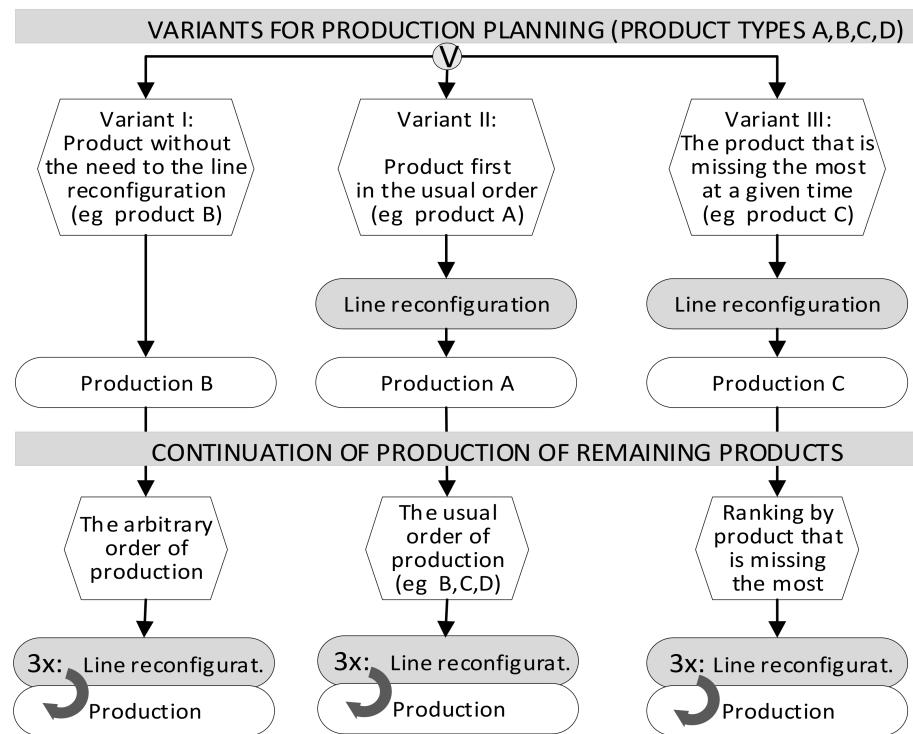 VARIANTS FOR PRODUCTION PLANNING (PRODUCT TYPES A,B,C,D)
V
Variant I:
Product without
the need to the line
reconfiguration
(eg product B)
Variant II:
Product first
in the usual order
(eg product A)
Variant III:
The product that is
missing the most
at a given time
(eg product C)
Line reconfiguration
Line reconfiguration
Production B
Production A
Production C
CONTINUATION OF PRODUCTION OF REMAINING PRODUCTS
The arbitrary
order of
production
The usual
order of
production
(eg B,C,D)
Ranking by
product that
is missing
the most
3x: Line reconfigurat.
Production
3x: Line reconfigurat.
Production
3x: Line reconfigurat.
Production